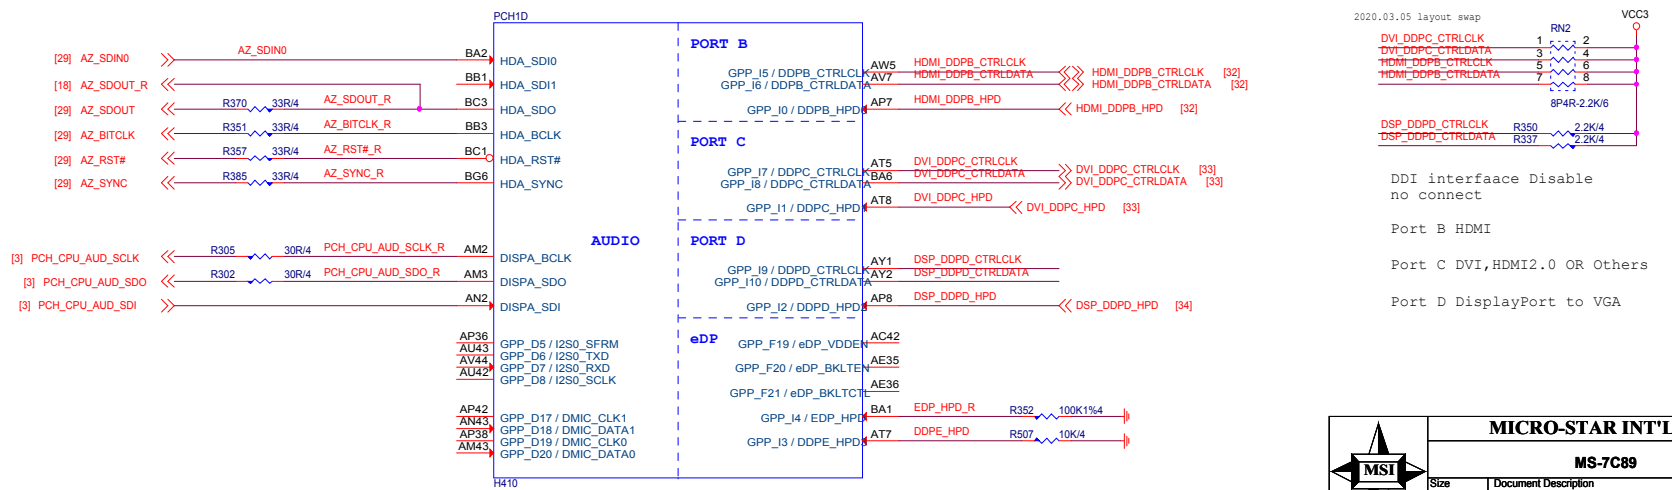 PCH1D
[29] AZ_SDIN0 AZ_SDIN0 BA2 HDA_SDI0
[18] AZ_SDOUT_R BB1 HDA_SDI1
[29] AZ_SDOUT R370 33R/4 AZ_SDOUT_R BC3 HDA_SDO
[29] AZ_BITCLK R351 33R/4 AZ_BITCLK_R BB3 HDA_BCLK
[29] AZ_RST# R357 33R/4 AZ_RST#_R BC1 HDA_RST#
[29] AZ_SYNC R385 33R/4 AZ_SYNC_R BG6 HDA_SYNC
AUDIO
[3] PCH_CPU_AUD_SCLK R305 30R/4 PCH_CPU_AUD_SCLK_R AM2 DISPA_BCLK
[3] PCH_CPU_AUD_SDO R302 30R/4 PCH_CPU_AUD_SDO_R AM3 DISPA_SDO
[3] PCH_CPU_AUD_SDI AN2 DISPA_SDI
AP36 GPP_D5 / I2S0_SFRM
AU43 GPP_D6 / I2S0_TXD
AV44 GPP_D7 / I2S0_RXD
AU42 GPP_D8 / I2S0_SCLK
AP42 GPP_D17 / DMIC_CLK1
AN43 GPP_D18 / DMIC_DATA1
AP38 GPP_D19 / DMIC_CLK0
AM43 GPP_D20 / DMIC_DATA0
H410
PORT B
GPP_I5 / DDPB_CTRLCLK AW5 HDMI_DDPB_CTRLCLK HDMI_DDPB_CTRLCLK [32]
GPP_I6 / DDPB_CTRLDATA AV7 HDMI_DDPB_CTRLDATA HDMI_DDPB_CTRLDATA [32]
GPP_I0 / DDPB_HPD0 AP7 HDMI_DDPB_HPD HDMI_DDPB_HPD [32]
PORT C
GPP_I7 / DDPC_CTRLCLK AT5 DVI_DDPC_CTRLCLK DVI_DDPC_CTRLCLK [33]
GPP_I8 / DDPC_CTRLDATA BA6 DVI_DDPC_CTRLDATA DVI_DDPC_CTRLDATA [33]
GPP_I1 / DDPC_HPD1 AT8 DVI_DDPC_HPD DVI_DDPC_HPD [33]
PORT D
GPP_I9 / DDPD_CTRLCLK AY1 DSP_DDPD_CTRLCLK
GPP_I10 / DDPD_CTRLDATA AY2 DSP_DDPD_CTRLDATA
GPP_I2 / DDPD_HPD2 AP8 DSP_DDPD_HPD DSP_DDPD_HPD [34]
eDP
GPP_F19 / eDP_VDDEN AC42
GPP_F20 / eDP_BKLTEN AE35
GPP_F21 / eDP_BKLTCTL AE36
GPP_I4 / EDP_HPD BA1 EDP_HPD_R R352 100K1%4
GPP_I3 / DDPE_HPD3 AT7 DDPE_HPD R507 10K/4
2020.03.05 layout swap
VCC3
RN2
DVI_DDPC_CTRLCLK 1 2
DVI_DDPC_CTRLDATA 3 4
HDMI_DDPB_CTRLCLK 5 6
HDMI_DDPB_CTRLDATA 7 8
8P4R-2.2K/6
DSP_DDPD_CTRLCLK R350 2.2K/4
DSP_DDPD_CTRLDATA R337 2.2K/4
DDI interfaace Disable
no connect
Port B HDMI
Port C DVI,HDMI2.0 OR Others
Port D DisplayPort to VGA
MSI
MICRO-STAR INT'L
MS-7C89
Size Document Description